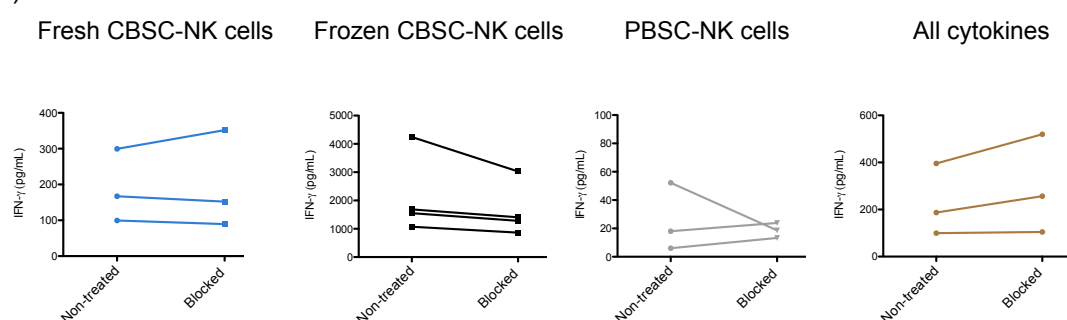 Fresh CBSC-NK cells
400
300
200
100
0
IFN-γ (pg/mL)
Non-treated
Blocked
Frozen CBSC-NK cells
5000
4000
3000
2000
1000
0
IFN-γ (pg/mL)
Non-treated
Blocked
PBSC-NK cells
100
80
60
40
20
0
IFN-γ (pg/mL)
Non-treated
Blocked
All cytokines
600
400
200
0
IFN-γ (pg/mL)
Non-treated
Blocked